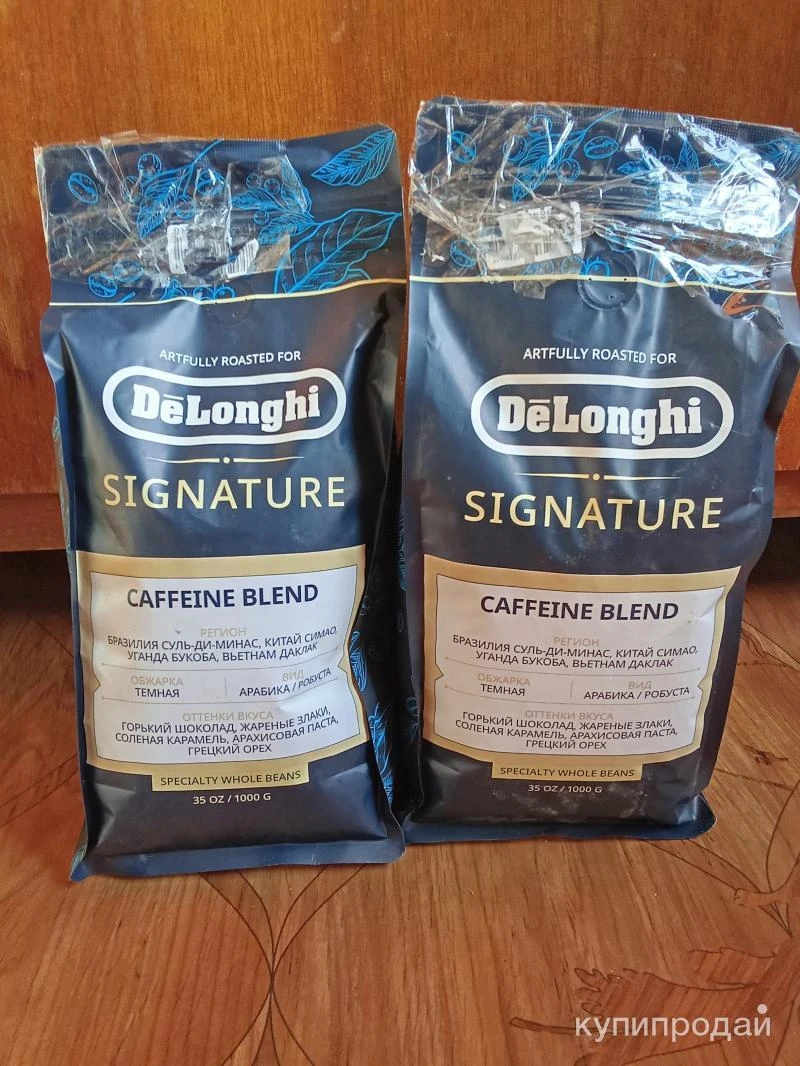 ARTFULLY ROASTED FOR
DēLonghi
SIGNATURE
CAFFEINE BLEND
РЕГИОН
БРАЗИЛИЯ СУЛЬ-ДИ-МИНАС, КИТАЙ СИМАО,
УГАНДА БУКОБА, ВЬЕТНАМ ДАКЛАК
ОБЖАРКА ВИД
ТЕМНАЯ АРАБИКА / РОБУСТА
ОТТЕНКИ ВКУСА
ГОРЬКИЙ ШОКОЛАД, ЖАРЕНЫЕ ЗЛАКИ,
СОЛЕНАЯ КАРАМЕЛЬ, АРАХИСОВАЯ ПАСТА,
ГРЕЦКИЙ ОРЕХ
SPECIALTY WHOLE BEANS
35 OZ / 1000 G
ARTFULLY ROASTED FOR
DēLonghi
SIGNATURE
CAFFEINE BLEND
РЕГИОН
БРАЗИЛИЯ СУЛЬ-ДИ-МИНАС, КИТАЙ СИМАО,
УГАНДА БУКОБА, ВЬЕТНАМ ДАКЛАК
ОБЖАРКА ВИД
ТЕМНАЯ АРАБИКА / РОБУСТА
ОТТЕНКИ ВКУСА
ГОРЬКИЙ ШОКОЛАД, ЖАРЕНЫЕ ЗЛАКИ,
СОЛЕНАЯ КАРАМЕЛЬ, АРАХИСОВАЯ ПАСТА,
ГРЕЦКИЙ ОРЕХ
SPECIALTY WHOLE BEANS
35 OZ / 1000 G
купипродай